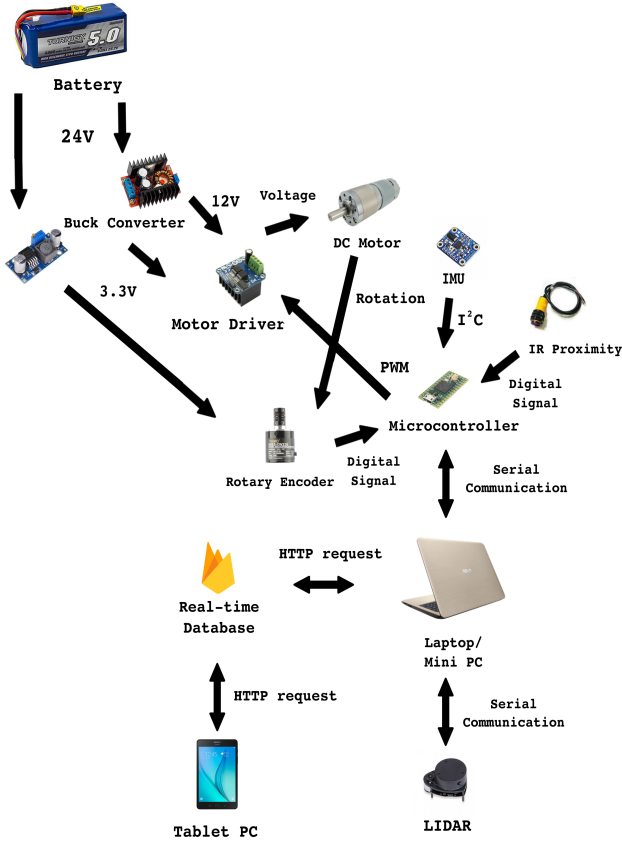 TURNIGY 5.0
Battery
24V
Buck Converter
12V
Voltage
DC Motor
IMU
3.3V
Motor Driver
Rotation
I²C
IR Proximity
PWM
Digital
Signal
Microcontroller
Rotary Encoder
Digital
Signal
Serial
Communication
HTTP request
Real-time
Database
Laptop/
Mini PC
HTTP request
Serial
Communication
Tablet PC
LIDAR